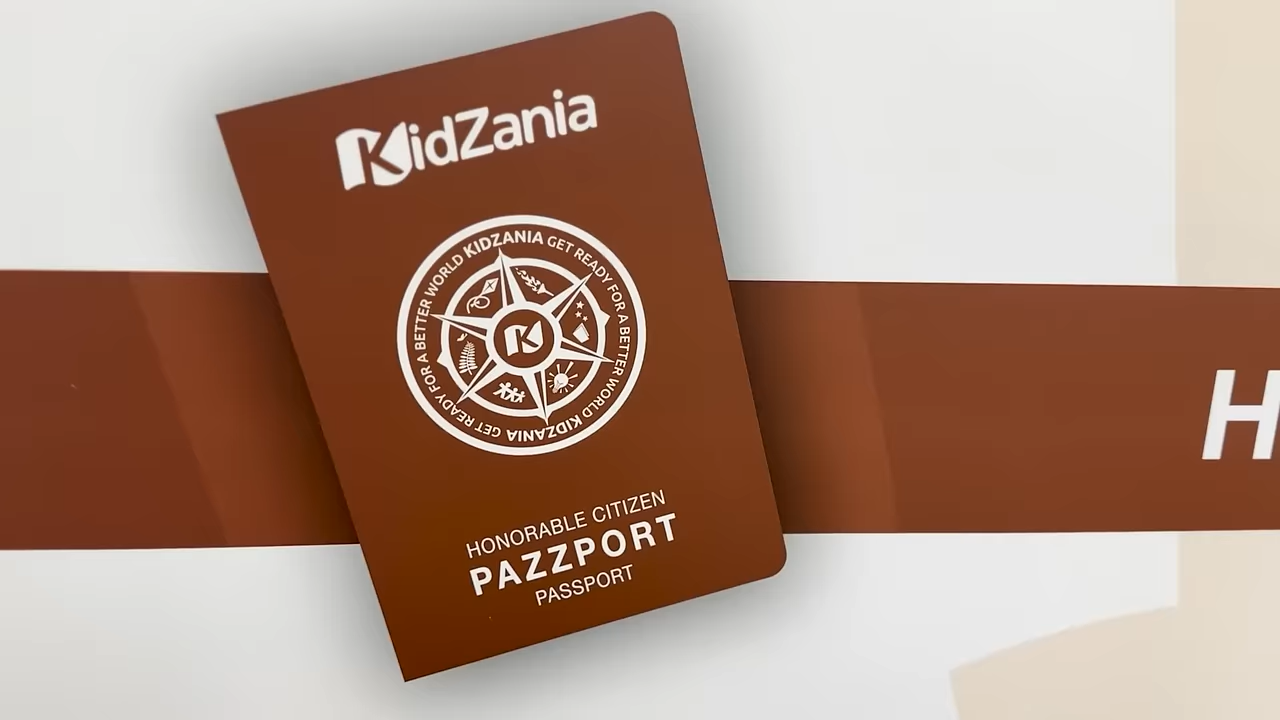 KidZania
KIDZANIA GET READY FOR A BETTER WORLD KIDZANIA GET READY FOR A BETTER WORLD
K
HONORABLE CITIZEN
PAZZPORT
PASSPORT
H